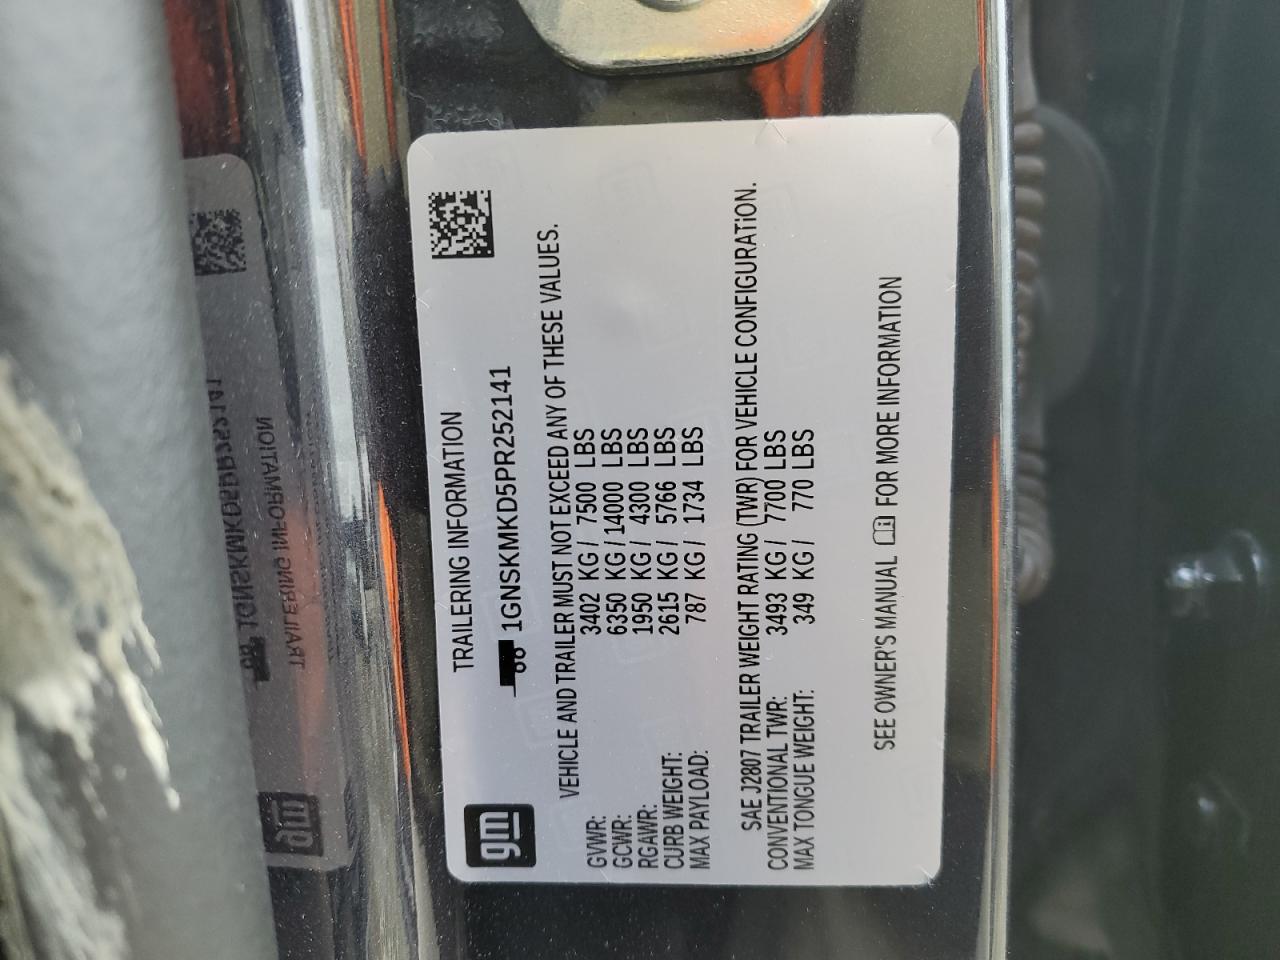 gm
TRAILERING INFORMATION
1GNSKMKD5PR252141
VEHICLE AND TRAILER MUST NOT EXCEED ANY OF THESE VALUES.
GVWR: 3402 KG / 7500 LBS
GCWR: 6350 KG / 14000 LBS
RGAWR: 1950 KG / 4300 LBS
CURB WEIGHT: 2615 KG / 5766 LBS
MAX PAYLOAD: 787 KG / 1734 LBS
SAE J2807 TRAILER WEIGHT RATING (TWR) FOR VEHICLE CONFIGURATION.
CONVENTIONAL TWR: 3493 KG / 7700 LBS
MAX TONGUE WEIGHT: 349 KG / 770 LBS
SEE OWNER'S MANUAL FOR MORE INFORMATION